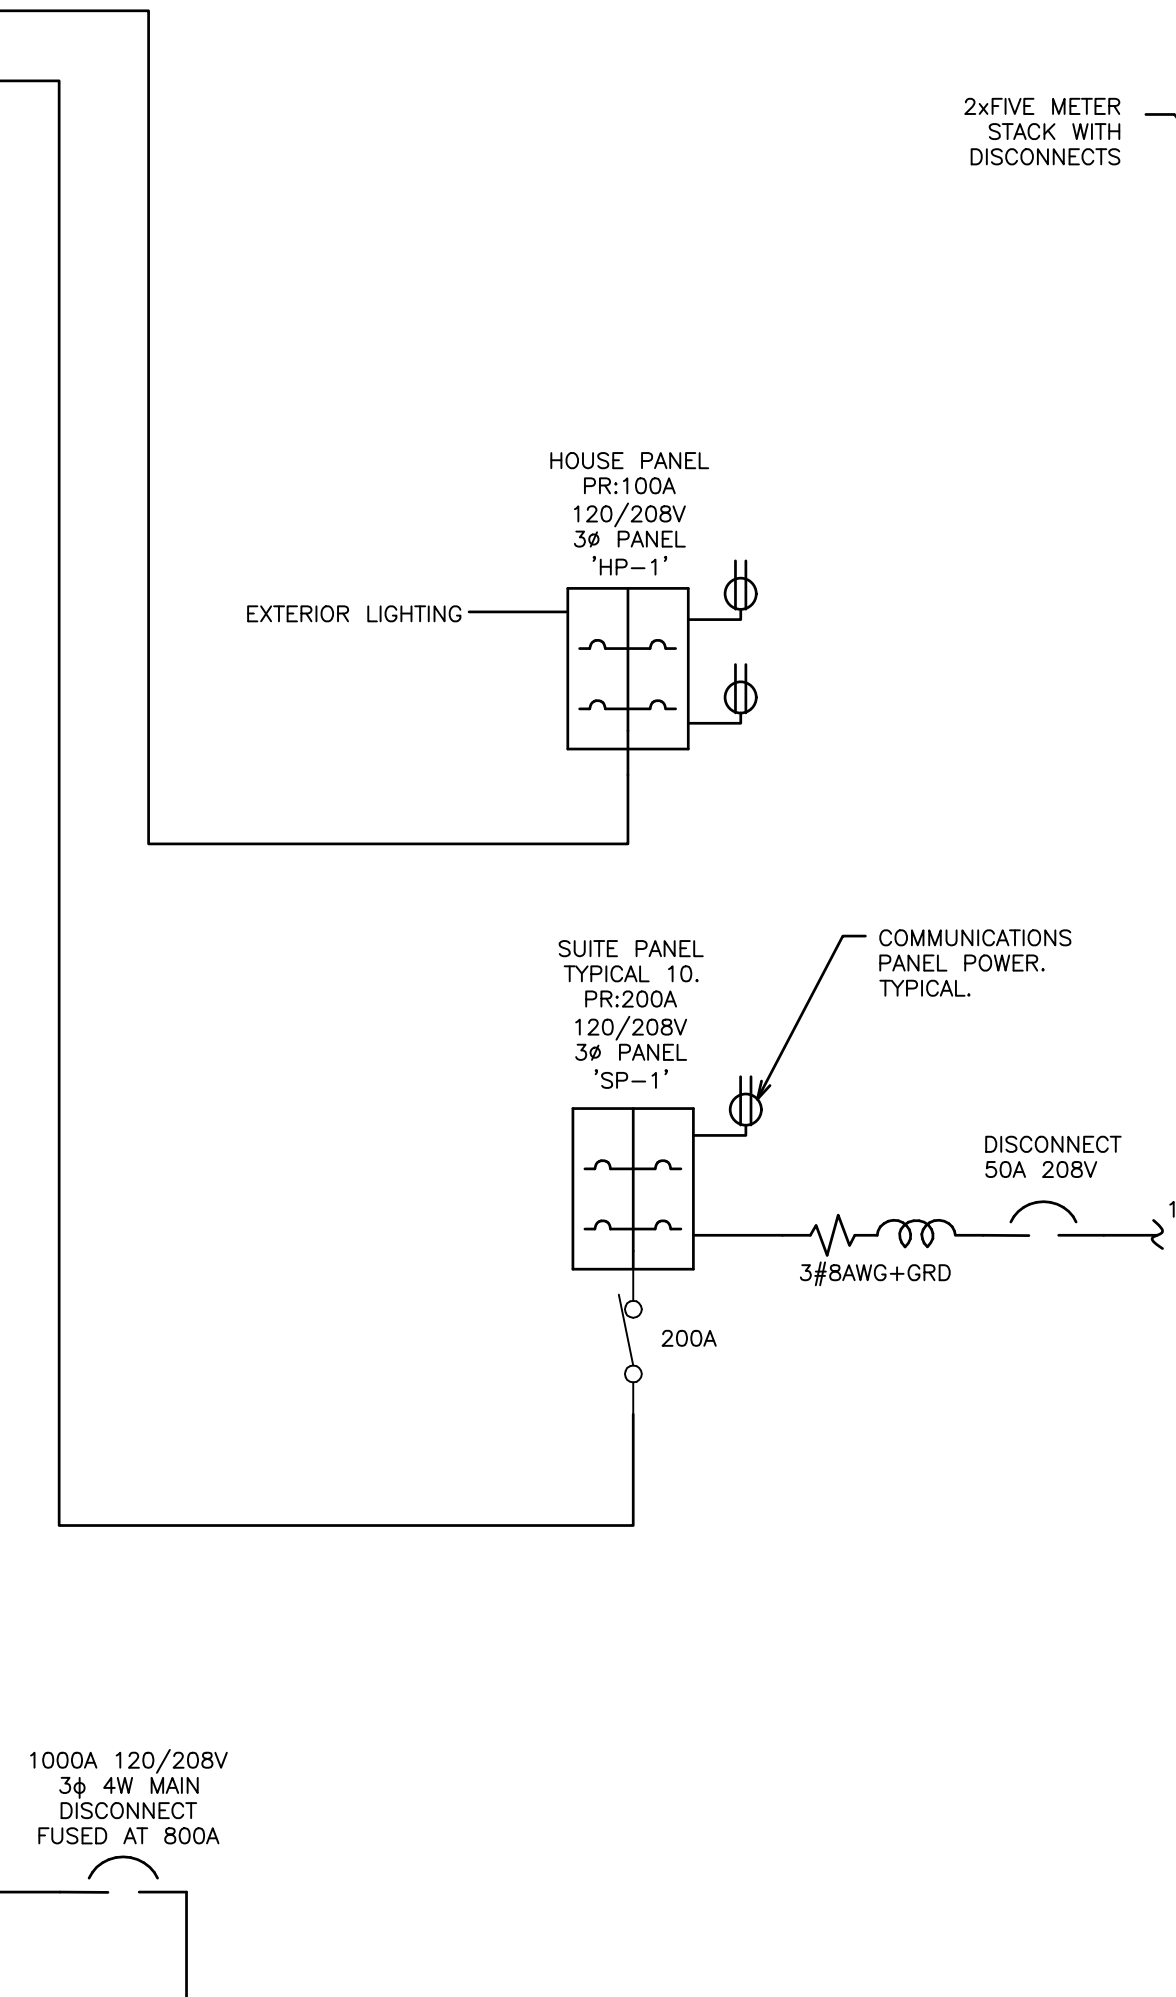 2xFIVE METER
STACK WITH
DISCONNECTS
HOUSE PANEL
PR:100A
120/208V
3ø PANEL
'HP-1'
EXTERIOR LIGHTING
COMMUNICATIONS
PANEL POWER.
TYPICAL.
SUITE PANEL
TYPICAL 10.
PR:200A
120/208V
3ø PANEL
'SP-1'
DISCONNECT
50A 208V
1
3#8AWG+GRD
200A
1000A 120/208V
3ϕ 4W MAIN
DISCONNECT
FUSED AT 800A